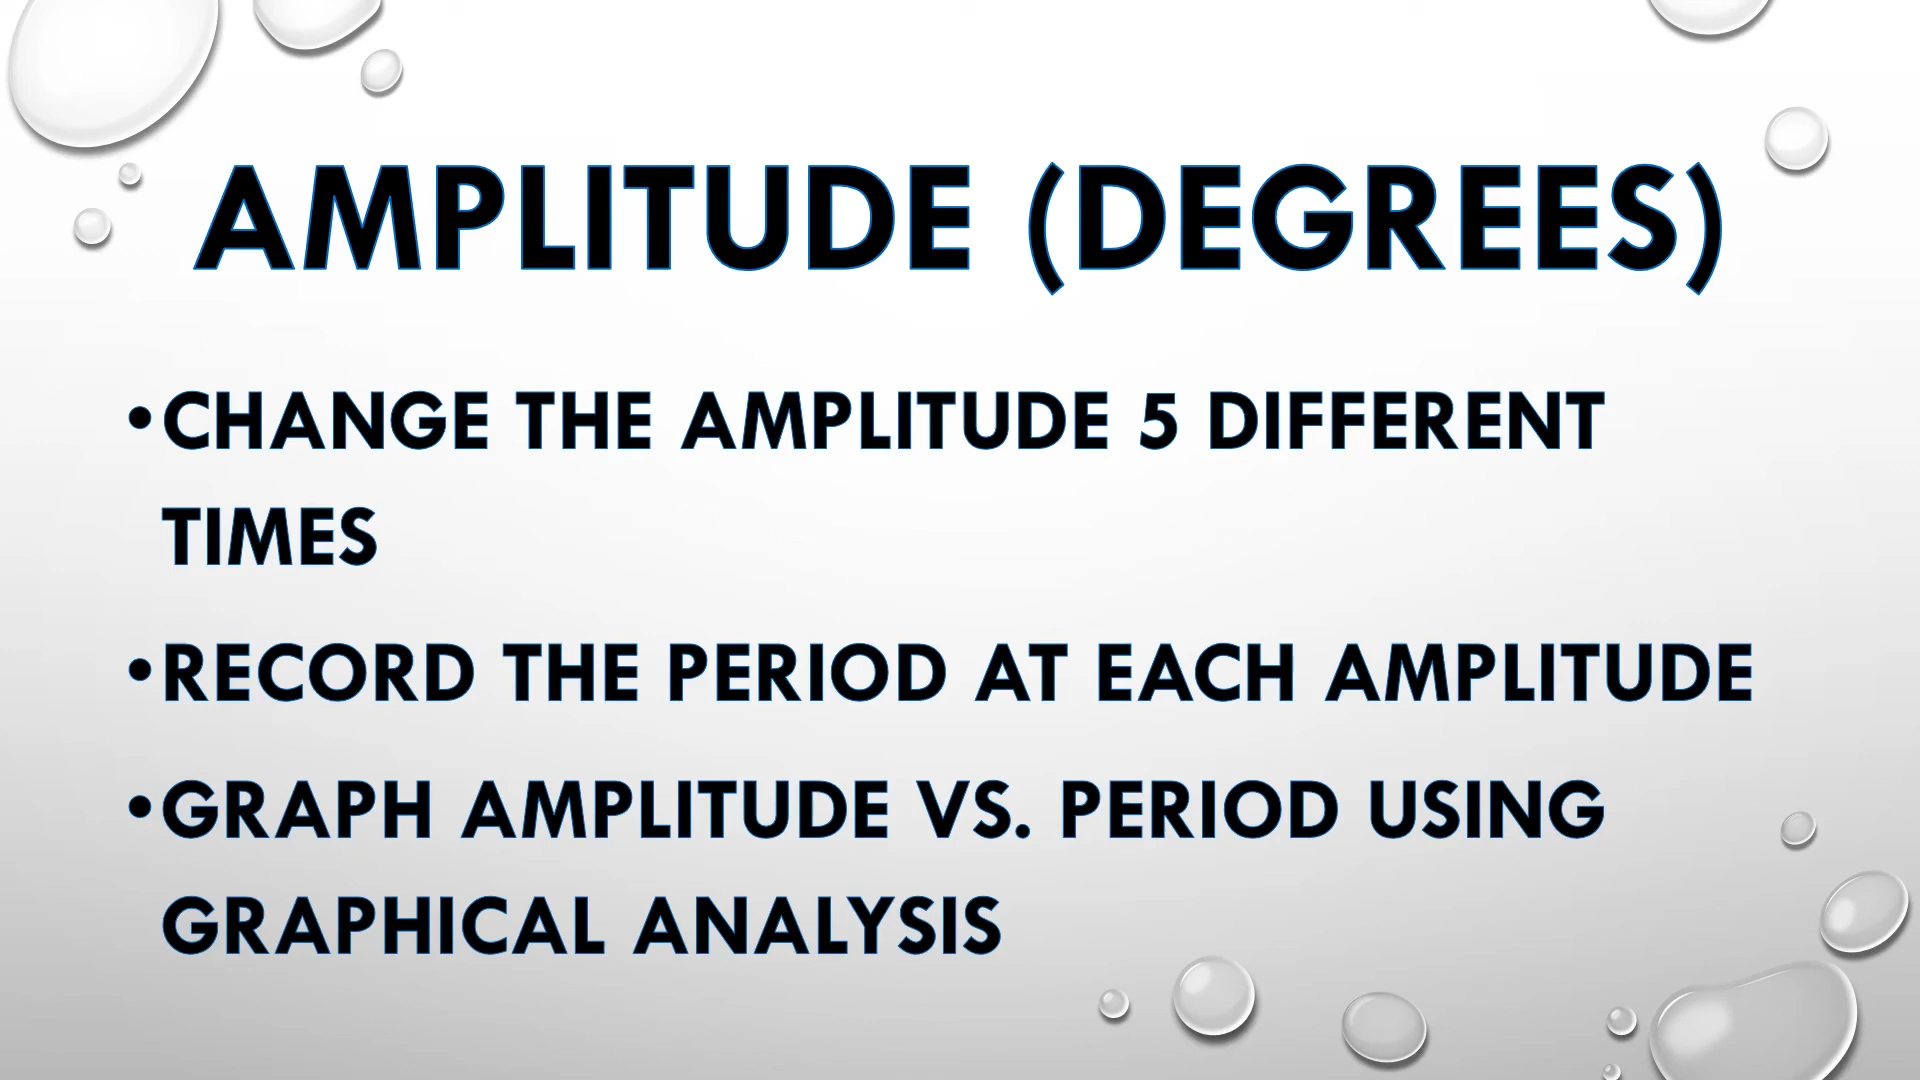 AMPLITUDE (DEGREES)
•CHANGE THE AMPLITUDE 5 DIFFERENT
TIMES
•RECORD THE PERIOD AT EACH AMPLITUDE
•GRAPH AMPLITUDE VS. PERIOD USING
GRAPHICAL ANALYSIS